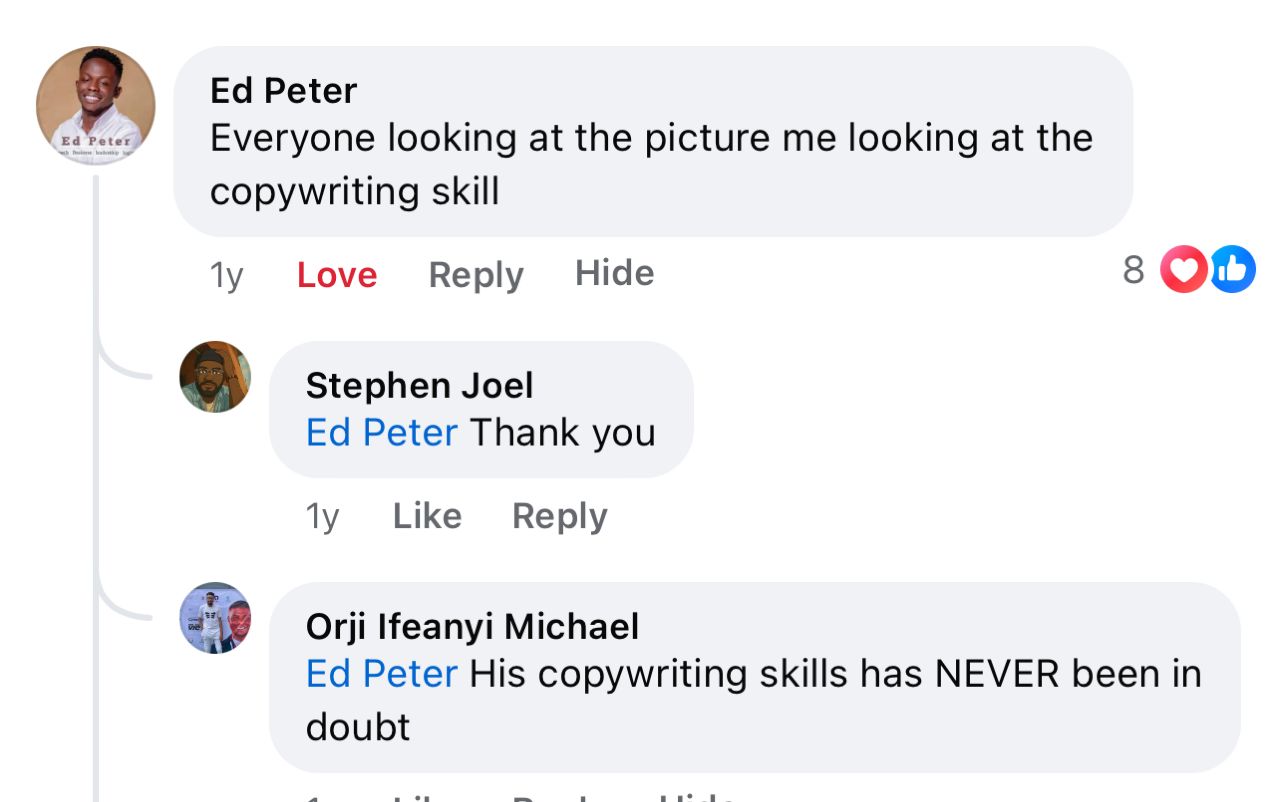 Ed Peter
Ed Peter
Everyone looking at the picture me looking at the
copywriting skill
1y Love Reply Hide 8
Stephen Joel
Ed Peter Thank you
1y Like Reply
Orji Ifeanyi Michael
Ed Peter His copywriting skills has NEVER been in
doubt